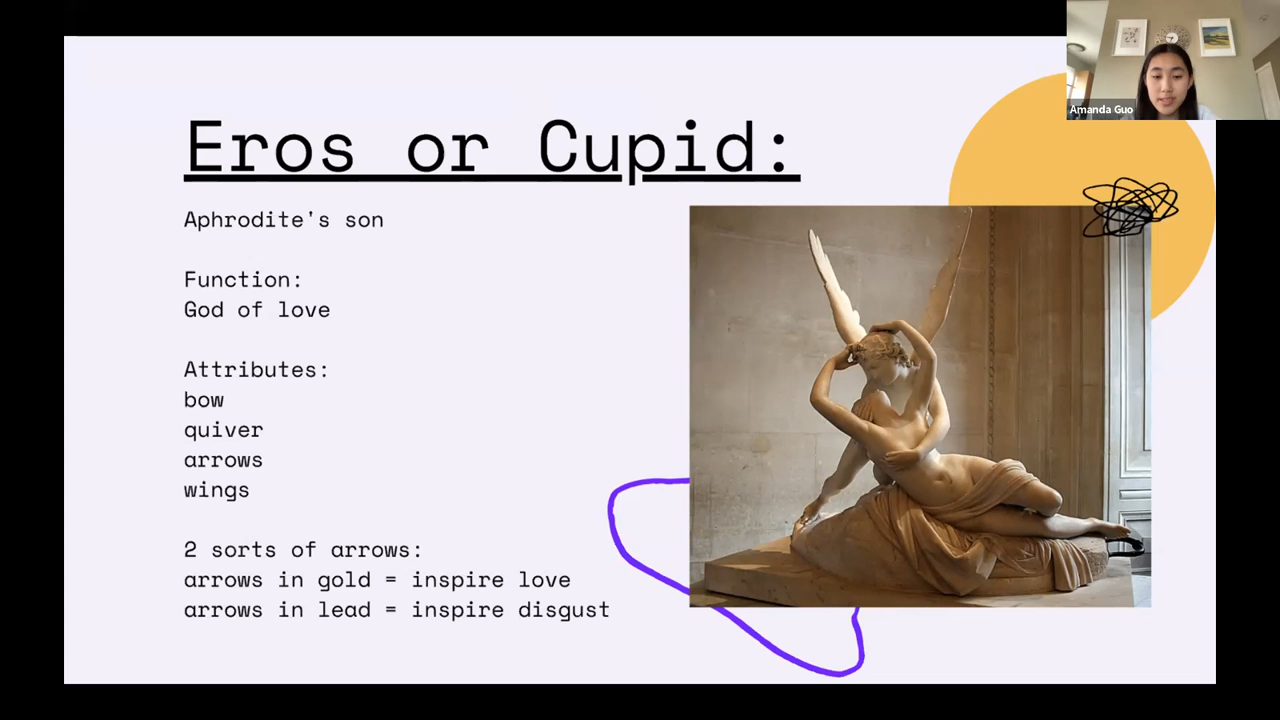 Eros or Cupid:
Aphrodite's son
Function:
God of love
Attributes:
bow
quiver
arrows
wings
2 sorts of arrows:
arrows in gold = inspire love
arrows in lead = inspire disgust
Amanda Guo